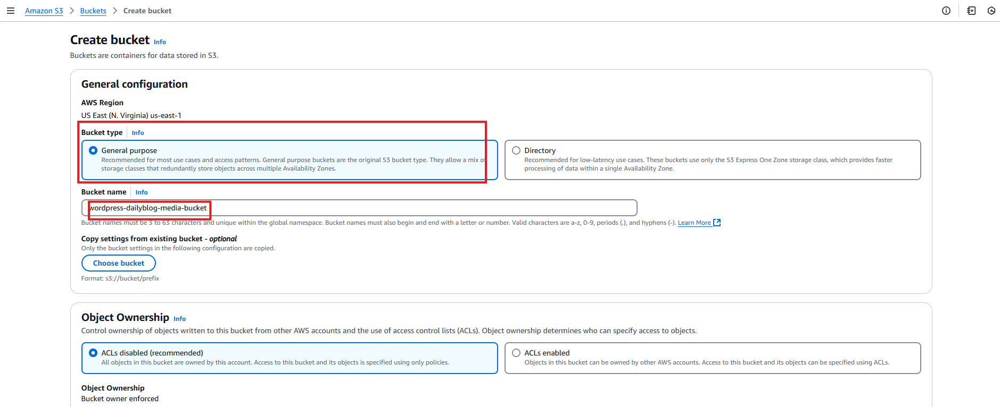 Amazon S3 > Buckets > Create bucket
Create bucket Info
Buckets are containers for data stored in S3.
General configuration
AWS Region
US East (N. Virginia) us-east-1
Bucket type Info
General purpose
Recommended for most use cases and access patterns. General purpose buckets are the original S3 bucket type. They allow a mix of
storage classes that redundantly store objects across multiple Availability Zones.
Directory
Recommended for low-latency use cases. These buckets use only the S3 Express One Zone storage class, which provides faster
processing of data within a single Availability Zone.
Bucket name Info
wordpress-dailyblog-media-bucket
Bucket names must be 3 to 63 characters and unique within the global namespace. Bucket names must also begin and end with a letter or number. Valid characters are a-z, 0-9, periods (.), and hyphens (-). Learn More
Copy settings from existing bucket - optional
Only the bucket settings in the following configuration are copied.
Choose bucket
Format: s3://bucket/prefix
Object Ownership Info
Control ownership of objects written to this bucket from other AWS accounts and the use of access control lists (ACLs). Object ownership determines who can specify access to objects.
ACLs disabled (recommended)
All objects in this bucket are owned by this account. Access to this bucket and its objects is specified using only policies.
ACLs enabled
Objects in this bucket can be owned by other AWS accounts. Access to this bucket and its objects can be specified using ACLs.
Object Ownership
Bucket owner enforced